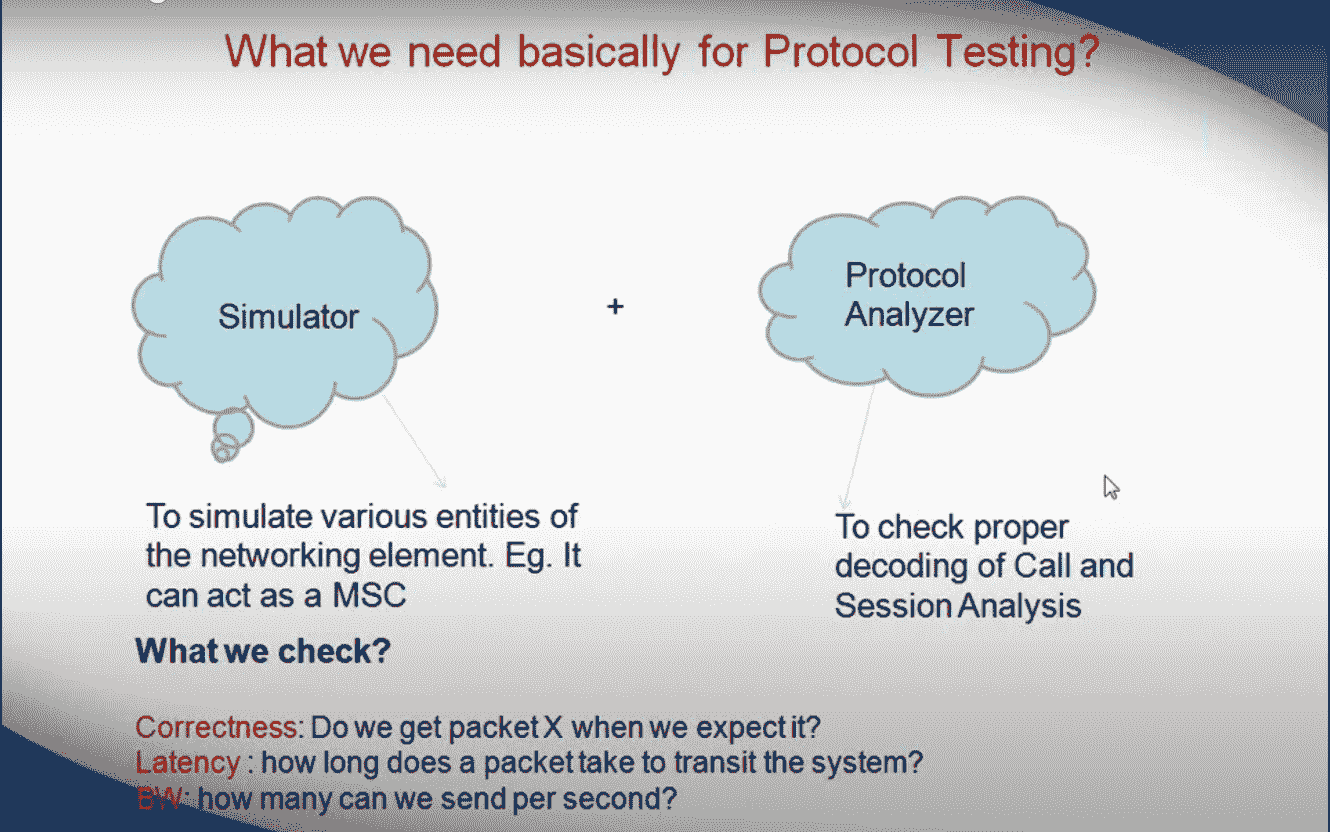 What we need basically for Protocol Testing?
Simulator
+
Protocol
Analyzer
To simulate various entities of
the networking element. Eg. It
can act as a MSC
To check proper
decoding of Call and
Session Analysis
What we check?
Correctness: Do we get packet X when we expect it?
Latency : how long does a packet take to transit the system?
BW: how many can we send per second?